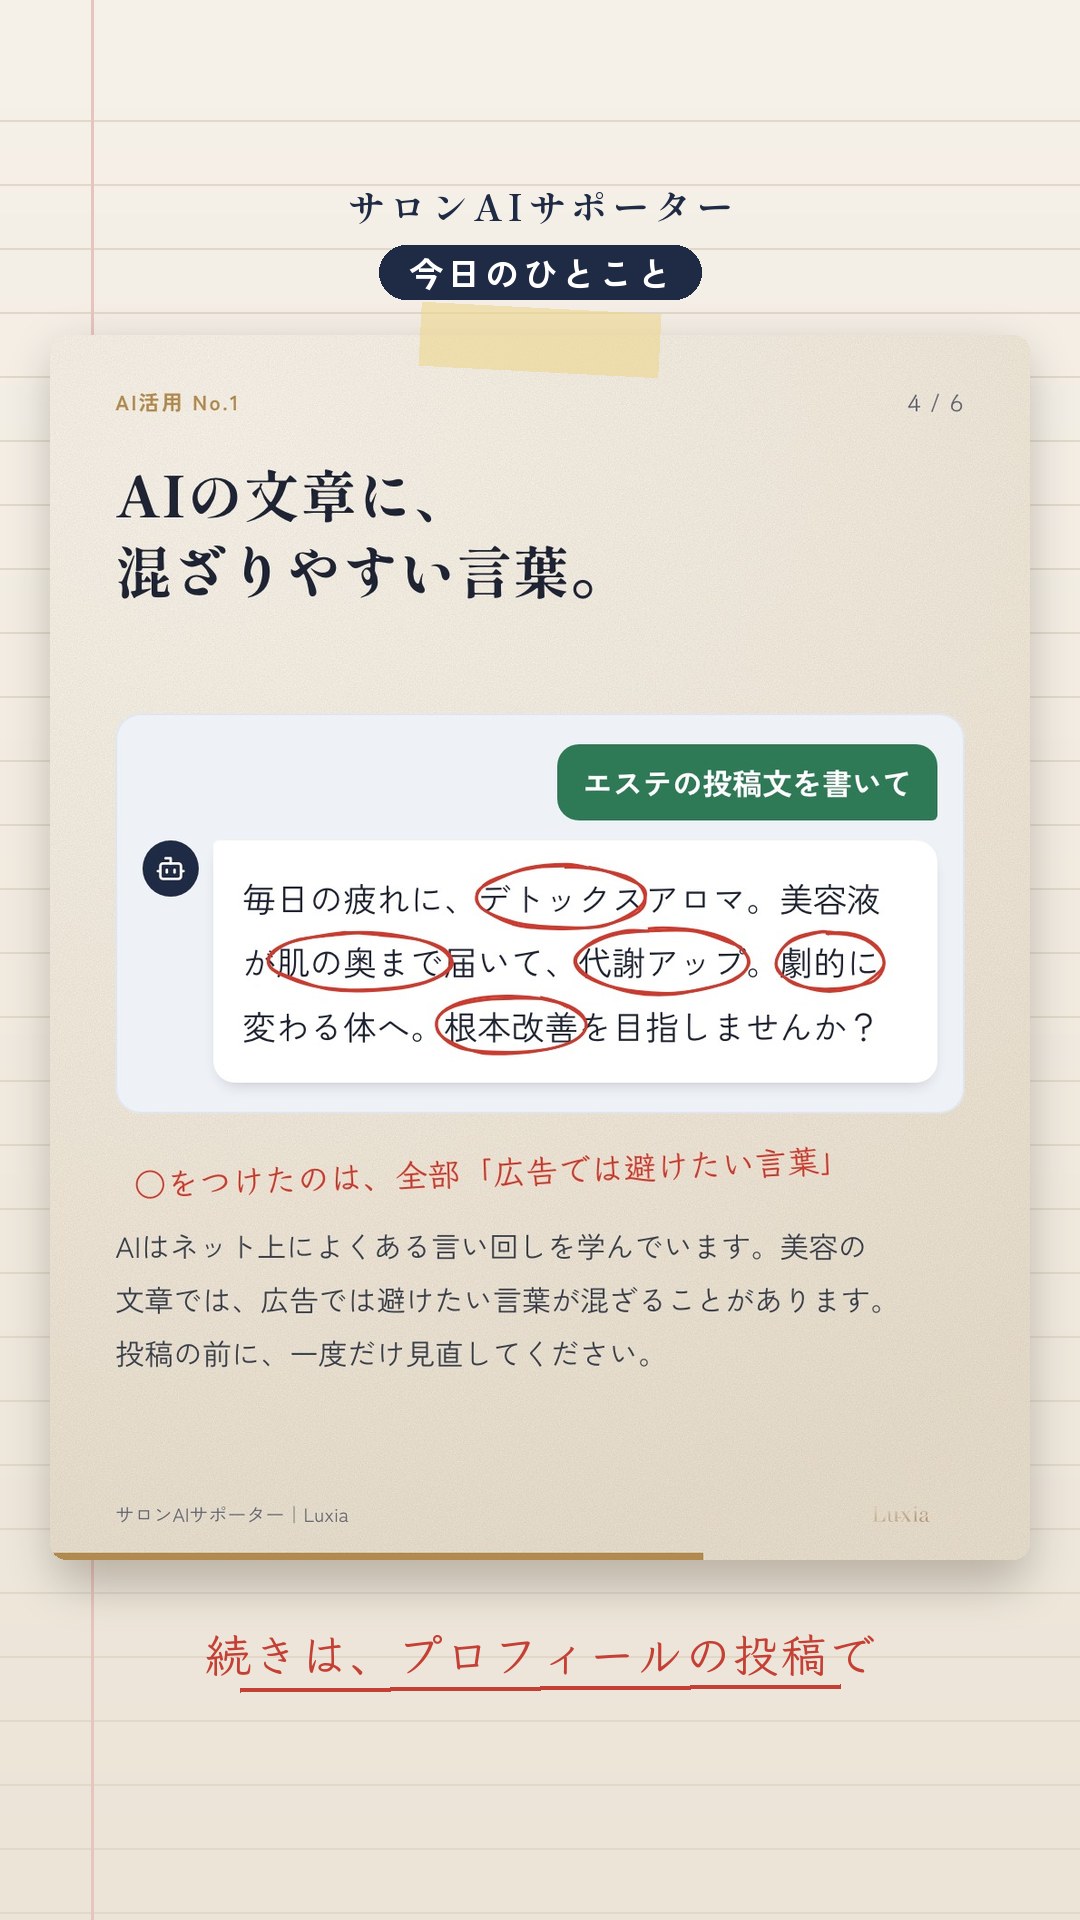 サロンAIサポーター
今日のひとこと
AI活用 No.1
4 / 6
AIの文章に、
混ざりやすい言葉。
エステの投稿文を書いて
毎日の疲れに、デトックスアロマ。美容液
が肌の奥まで届いて、代謝アップ。劇的に
変わる体へ。根本改善を目指しませんか？
〇をつけたのは、全部「広告では避けたい言葉」
AIはネット上によくある言い回しを学んでいます。美容の
文章では、広告では避けたい言葉が混ざることがあります。
投稿の前に、一度だけ見直してください。
サロンAIサポーター｜Luxia
Luxia
続きは、プロフィールの投稿で